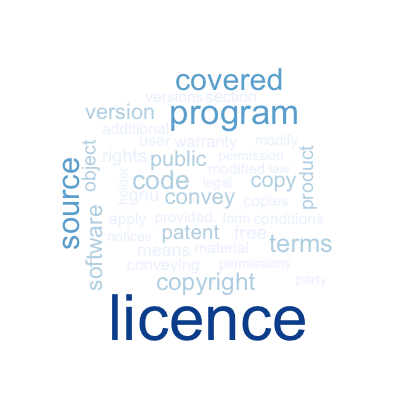 covered
versions section
version program
additional
user warranty modify
object
rights public permission
modified law
source
holder
code legal copy product
gnu convey copies
software
apply provided form conditions
notices patent free
means material terms
conveying permissions
copyright party
licence